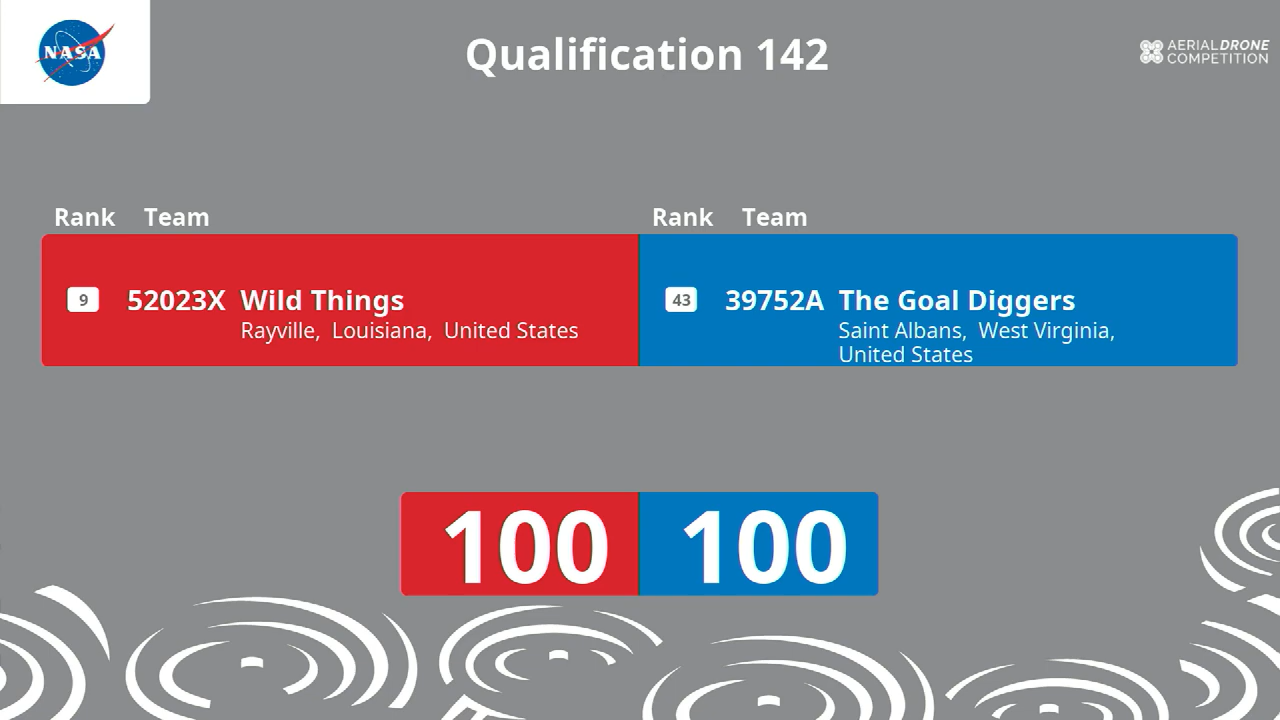 NASA
Qualification 142
AERIALDRONE
COMPETITION
Rank Team
Rank Team
9 52023X Wild Things
Rayville, Louisiana, United States
43 39752A The Goal Diggers
Saint Albans, West Virginia,
United States
100 100